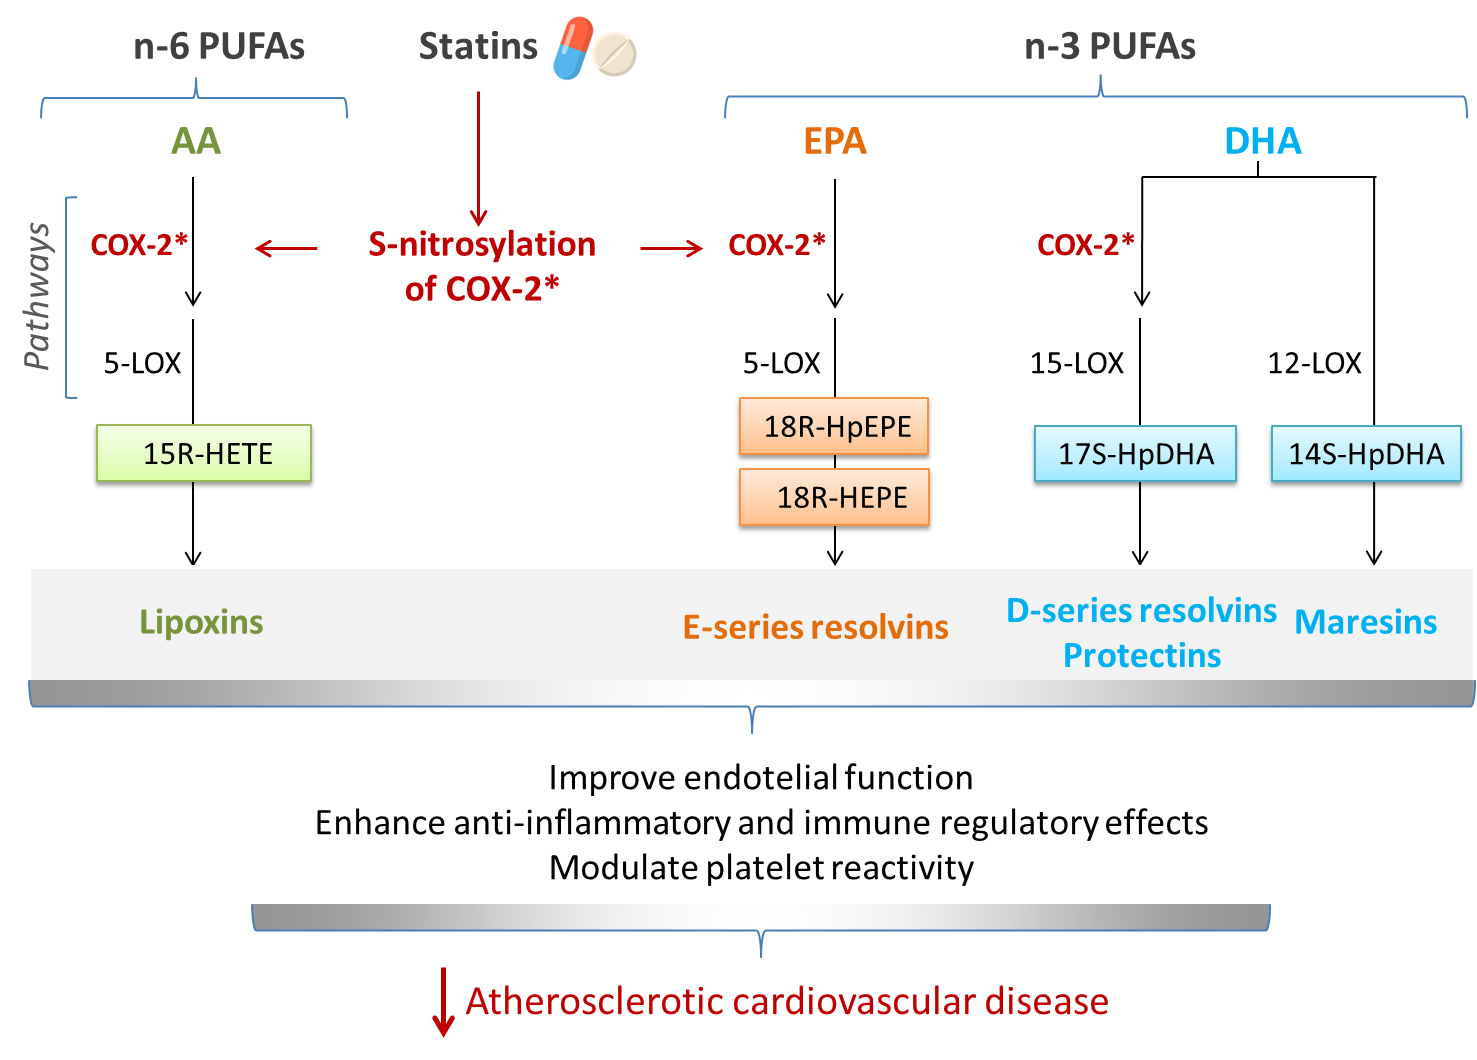 n-6 PUFAs
Statins
n-3 PUFAs
AA
EPA
DHA
Pathways
COX-2*
S-nitrosylation
of COX-2*
COX-2*
COX-2*
5-LOX
5-LOX
15-LOX
12-LOX
15R-HETE
18R-HpEPE
18R-HEPE
17S-HpDHA
14S-HpDHA
Lipoxins
E-series resolvins
D-series resolvins
Protectins
Maresins
Improve endotelial function
Enhance anti-inflammatory and immune regulatory effects
Modulate platelet reactivity
Atherosclerotic cardiovascular disease